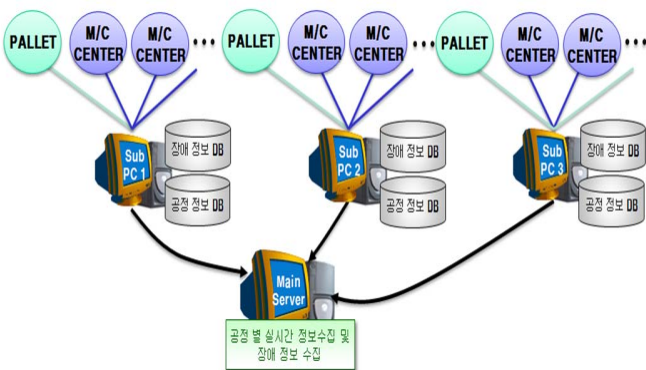 PALLET
M/C
CENTER
M/C
CENTER
•••
PALLET
M/C
CENTER
M/C
CENTER
•••
PALLET
M/C
CENTER
M/C
CENTER
•••
Sub
PC 1
장애 정보 DB
공정 정보 DB
Sub
PC 2
장애 정보 DB
공정 정보 DB
Sub
PC 3
장애 정보 DB
공정 정보 DB
Main
Server
공정 별 실시간 정보수집 및
장애 정보 수집